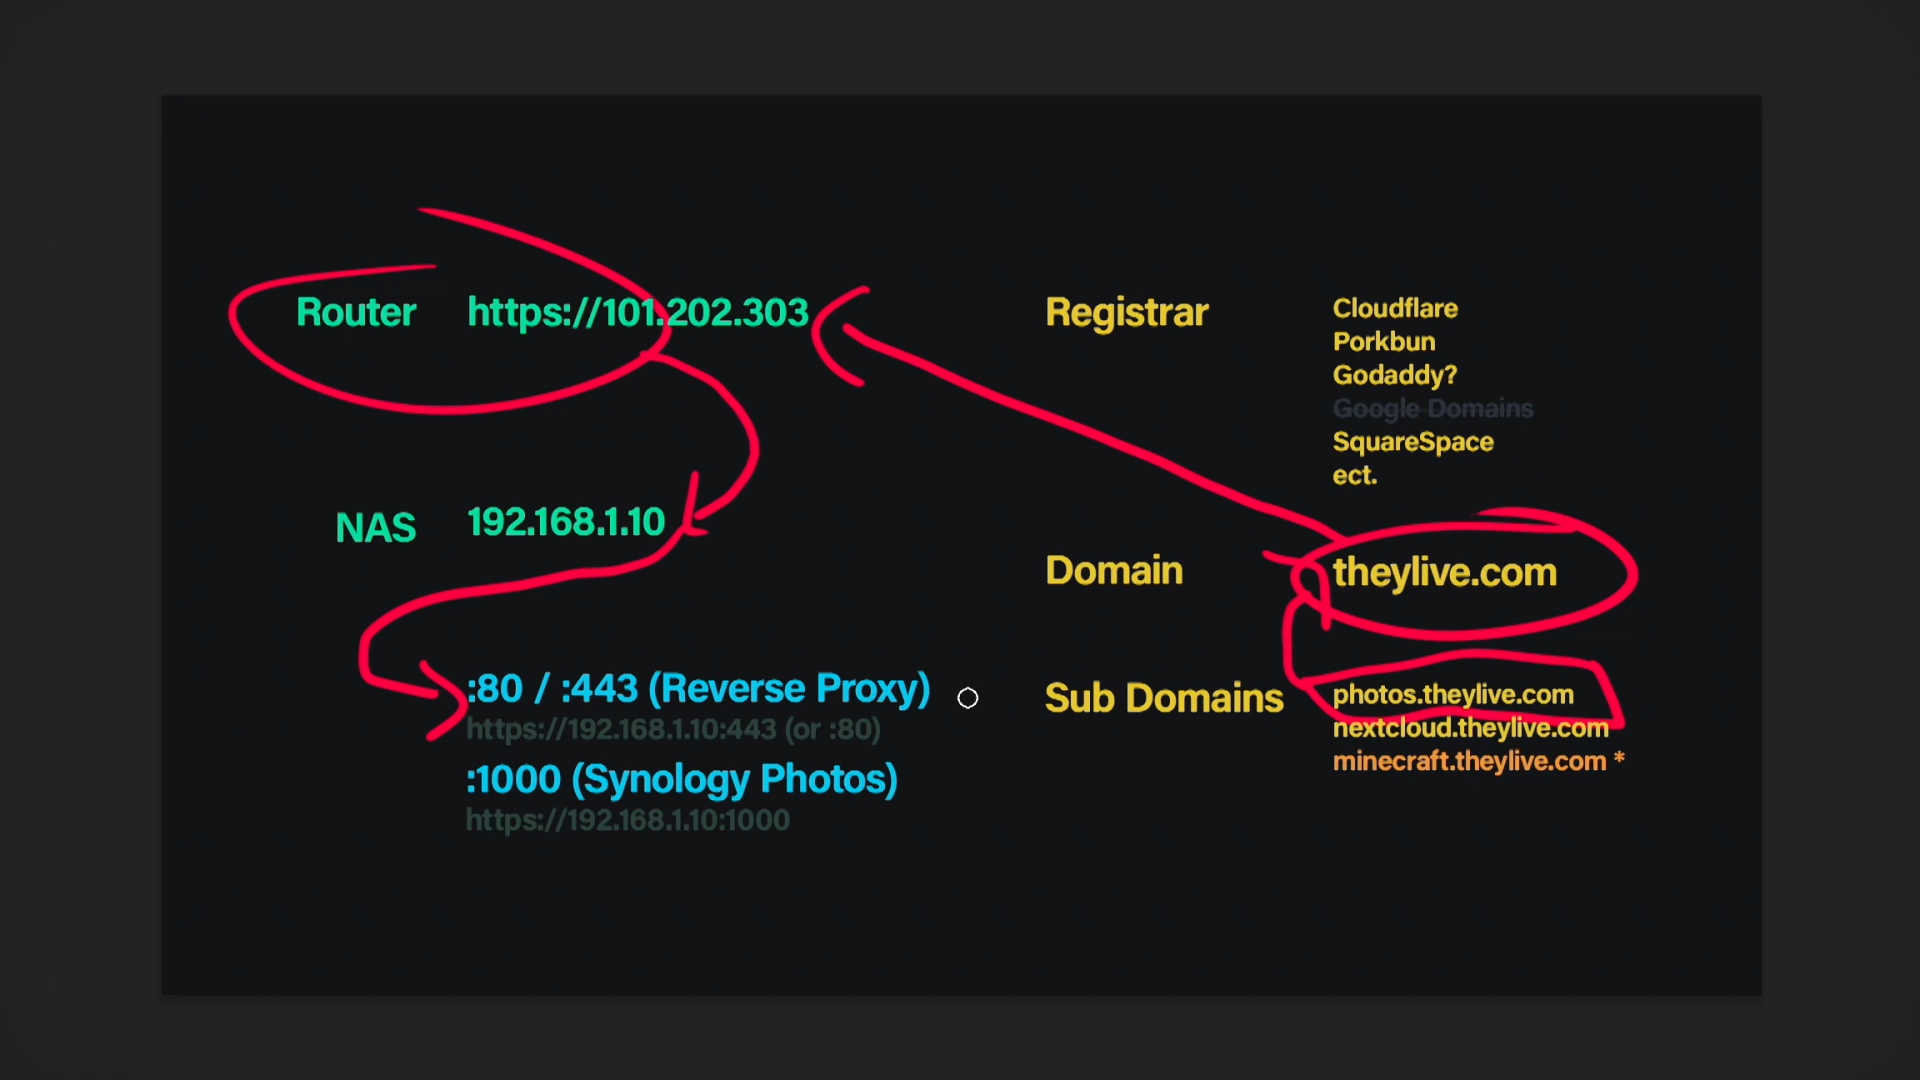 Router https://101.202.303
NAS 192.168.1.10
:80 / :443 (Reverse Proxy)
https://192.168.1.10:443 (or :80)
:1000 (Synology Photos)
https://192.168.1.10:1000
Registrar
Cloudflare
Porkbun
Godaddy?
Google Domains
SquareSpace
ect.
Domain theylive.com
Sub Domains
photos.theylive.com
nextcloud.theylive.com
minecraft.theylive.com *